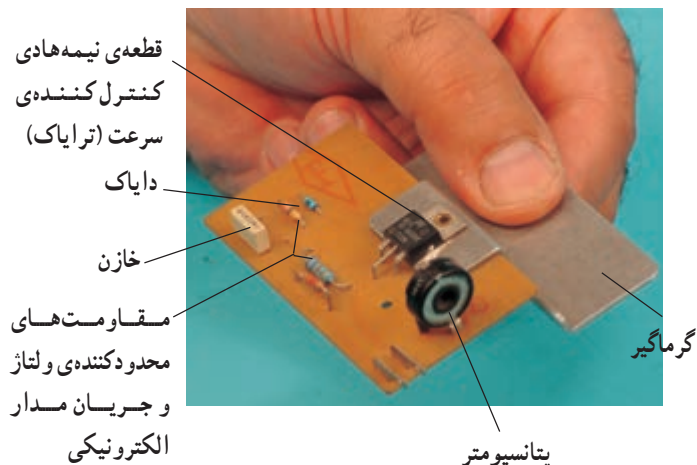 قطعه‌ی نیمه‌هادی
کنترل کننده‌ی
سرعت (ترایاک)
دایاک
خازن
مقاومت‌های
محدودکننده‌ی ولتاژ
و جریان مدار
الکترونیکی
گرماگیر
پتانسیومتر